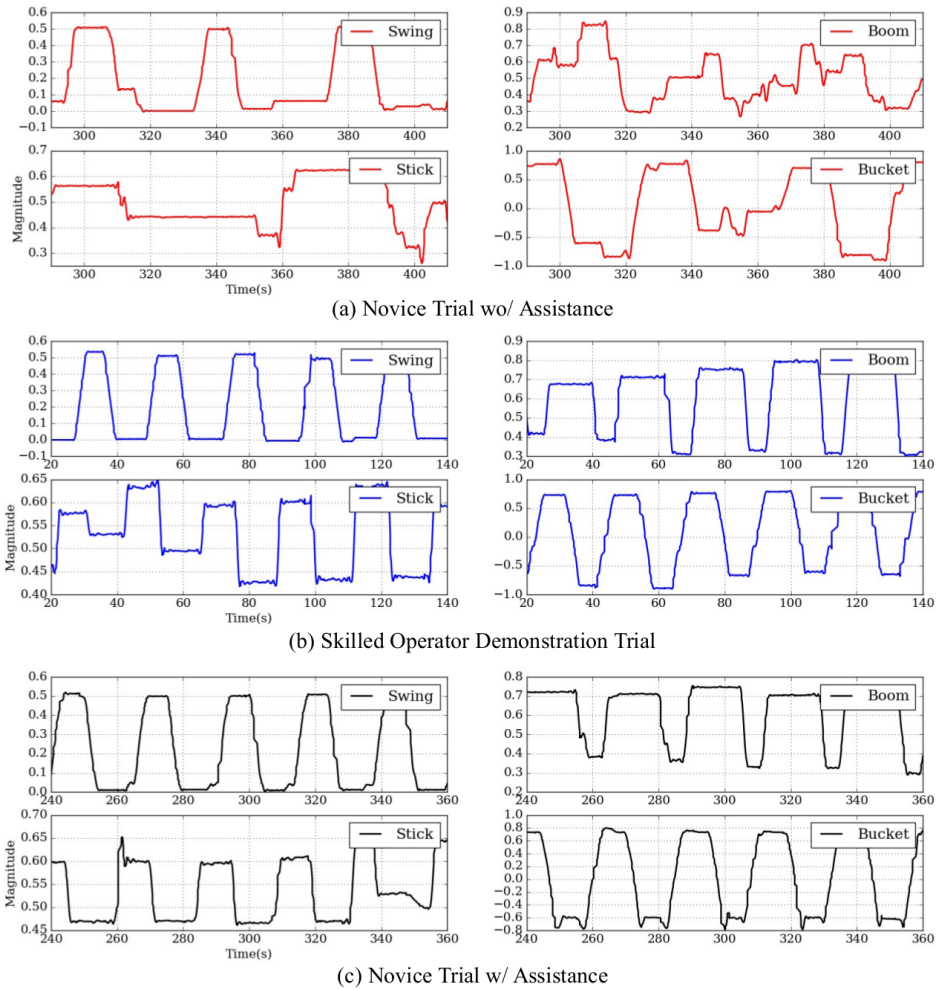 0.6
0.5
0.4
0.3
0.2
0.1
0.0
−0.1
300 320 340 360 380 400
Swing
0.9
0.8
0.7
0.6
0.5
0.4
0.3
0.2
300 320 340 360 380 400
Boom
Magnitude
0.7
0.6
0.5
0.4
0.3
300 320 340 360 380 400
Time(s)
Stick
1.0
0.5
0.0
−0.5
−1.0
300 320 340 360 380 400
Bucket
(a) Novice Trial wo/ Assistance
0.6
0.5
0.4
0.3
0.2
0.1
0.0
−0.1
20 40 60 80 100 120 140
Swing
0.9
0.8
0.7
0.6
0.5
0.4
0.3
20 40 60 80 100 120 140
Boom
Magnitude
0.65
0.60
0.55
0.50
0.45
0.40
20 40 60 80 100 120 140
Time(s)
Stick
1.0
0.5
0.0
−0.5
−1.0
20 40 60 80 100 120 140
Bucket
(b) Skilled Operator Demonstration Trial
0.6
0.5
0.4
0.3
0.2
0.1
0.0
240 260 280 300 320 340 360
Swing
0.8
0.7
0.6
0.5
0.4
0.3
0.2
240 260 280 300 320 340 360
Boom
Magnitude
0.70
0.65
0.60
0.55
0.50
0.45
240 260 280 300 320 340 360
Time(s)
Stick
1.0
0.8
0.6
0.4
0.2
0.0
−0.0
−0.2
−0.4
−0.6
−0.8
240 260 280 300 320 340 360
Bucket
(c) Novice Trial w/ Assistance